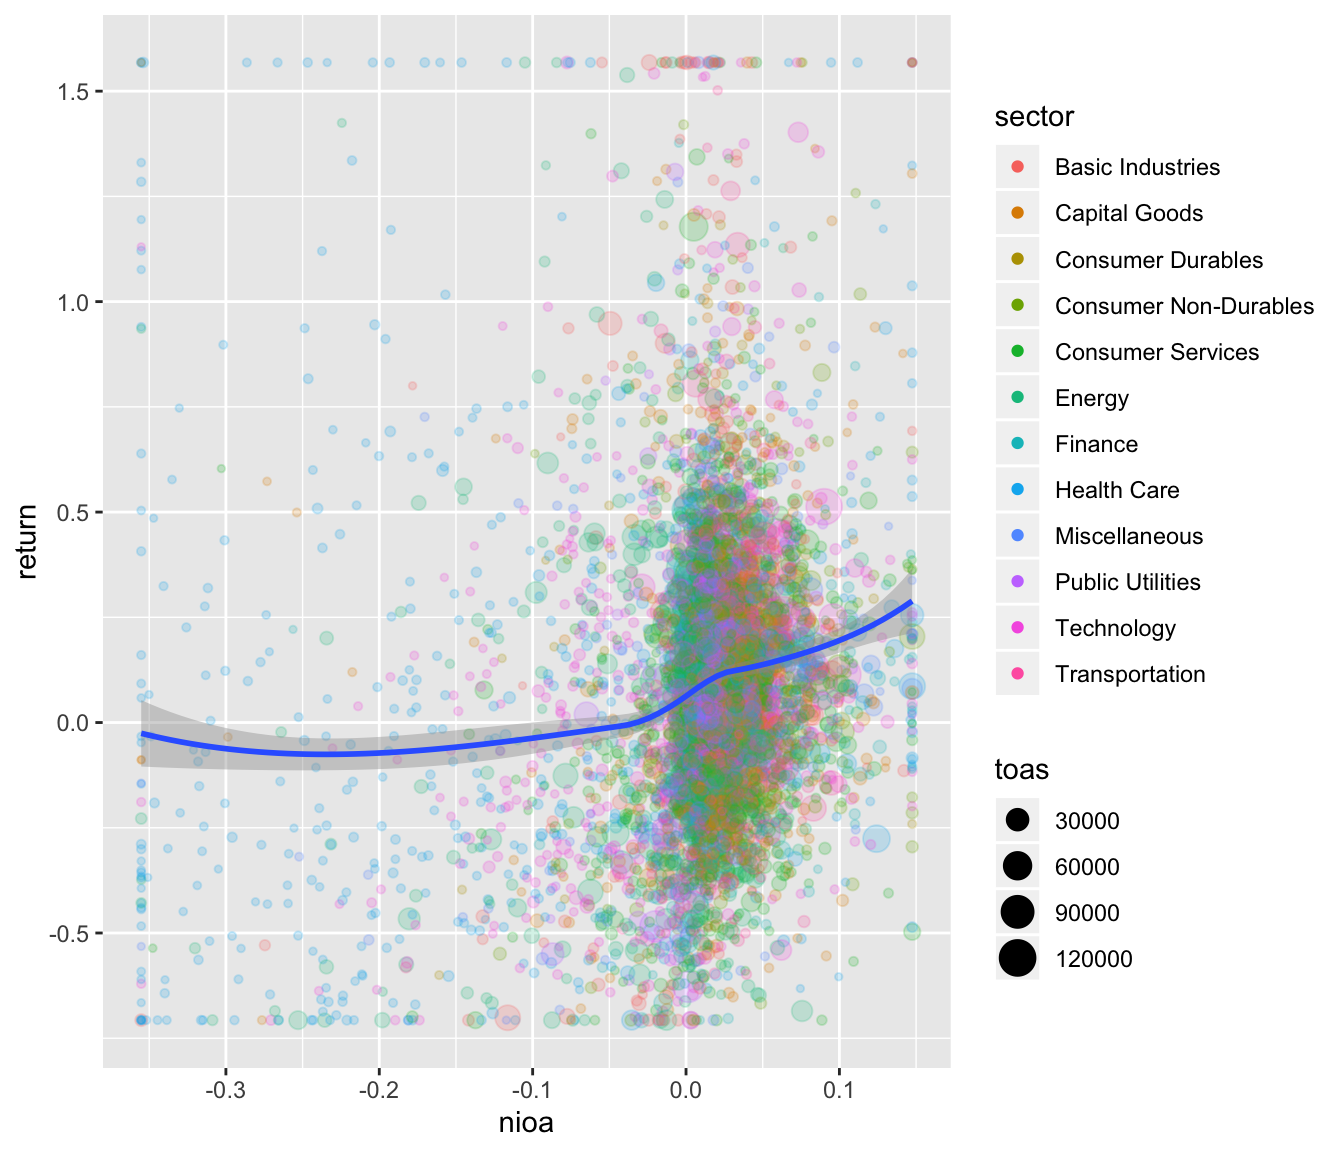 1.5
1.0
0.5
0.0
-0.5
return
-0.3
-0.2
-0.1
0.0
0.1
nioa
sector
Basic Industries
Capital Goods
Consumer Durables
Consumer Non-Durables
Consumer Services
Energy
Finance
Health Care
Miscellaneous
Public Utilities
Technology
Transportation
toas
30000
60000
90000
120000